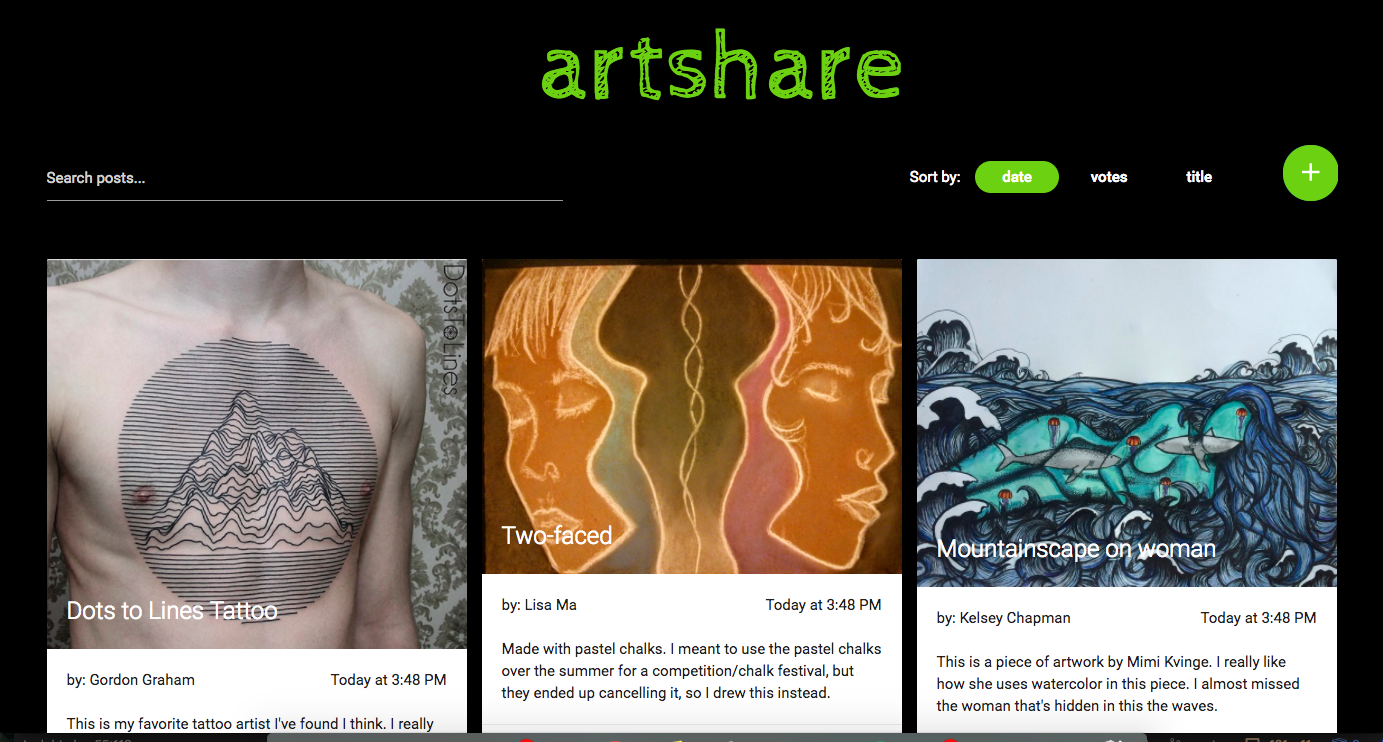 artshare
Search posts...
Sort by: date votes title
DotsToLines
Dots to Lines Tattoo
by: Gordon Graham Today at 3:48 PM
This is my favorite tattoo artist I've found I think. I really
Two-faced
by: Lisa Ma Today at 3:48 PM
Made with pastel chalks. I meant to use the pastel chalks
over the summer for a competition/chalk festival, but
they ended up cancelling it, so I drew this instead.
Mountainscape on woman
by: Kelsey Chapman Today at 3:48 PM
This is a piece of artwork by Mimi Kvinge. I really like
how she uses watercolor in this piece. I almost missed
the woman that's hidden in this the waves.